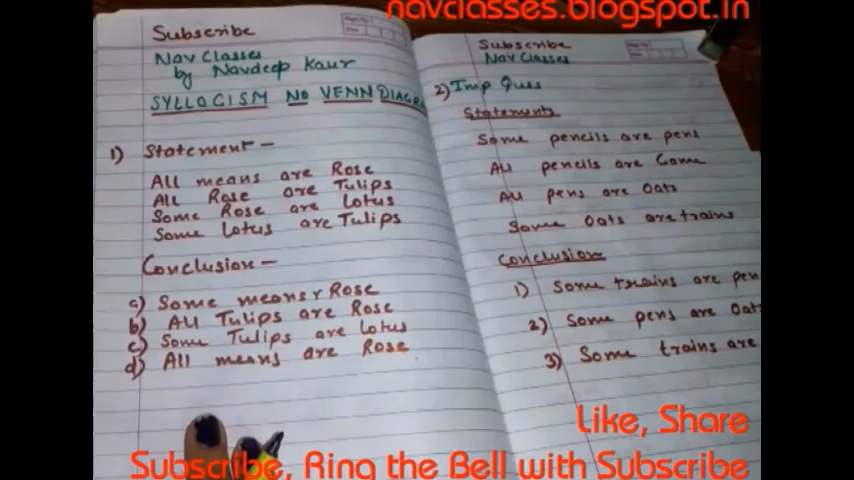 navclasses.blogspot.in
Subscribe
Nav Classes
by Navdeep Kaur
SYLLOGISM NO VENN DIAGRA
1) Statement -
All means are Rose
All Rose are Tulips
Some Rose are Lotus
Some Lotus are Tulips
Conclusion -
a) Some means r Rose
b) All Tulips are Rose
c) Some Tulips are Lotus
d) All means are Rose
Subscribe
Nav Classes
2) Imp Ques
Statements
Some pencils are pens
All pencils are Game
All pens are Oats
Some Oats are trains
Conclusion
1) Some trains are pen
2) Some pens are Oat
3) Some trains are
Like, Share
Subscribe, Ring the Bell with Subscribe